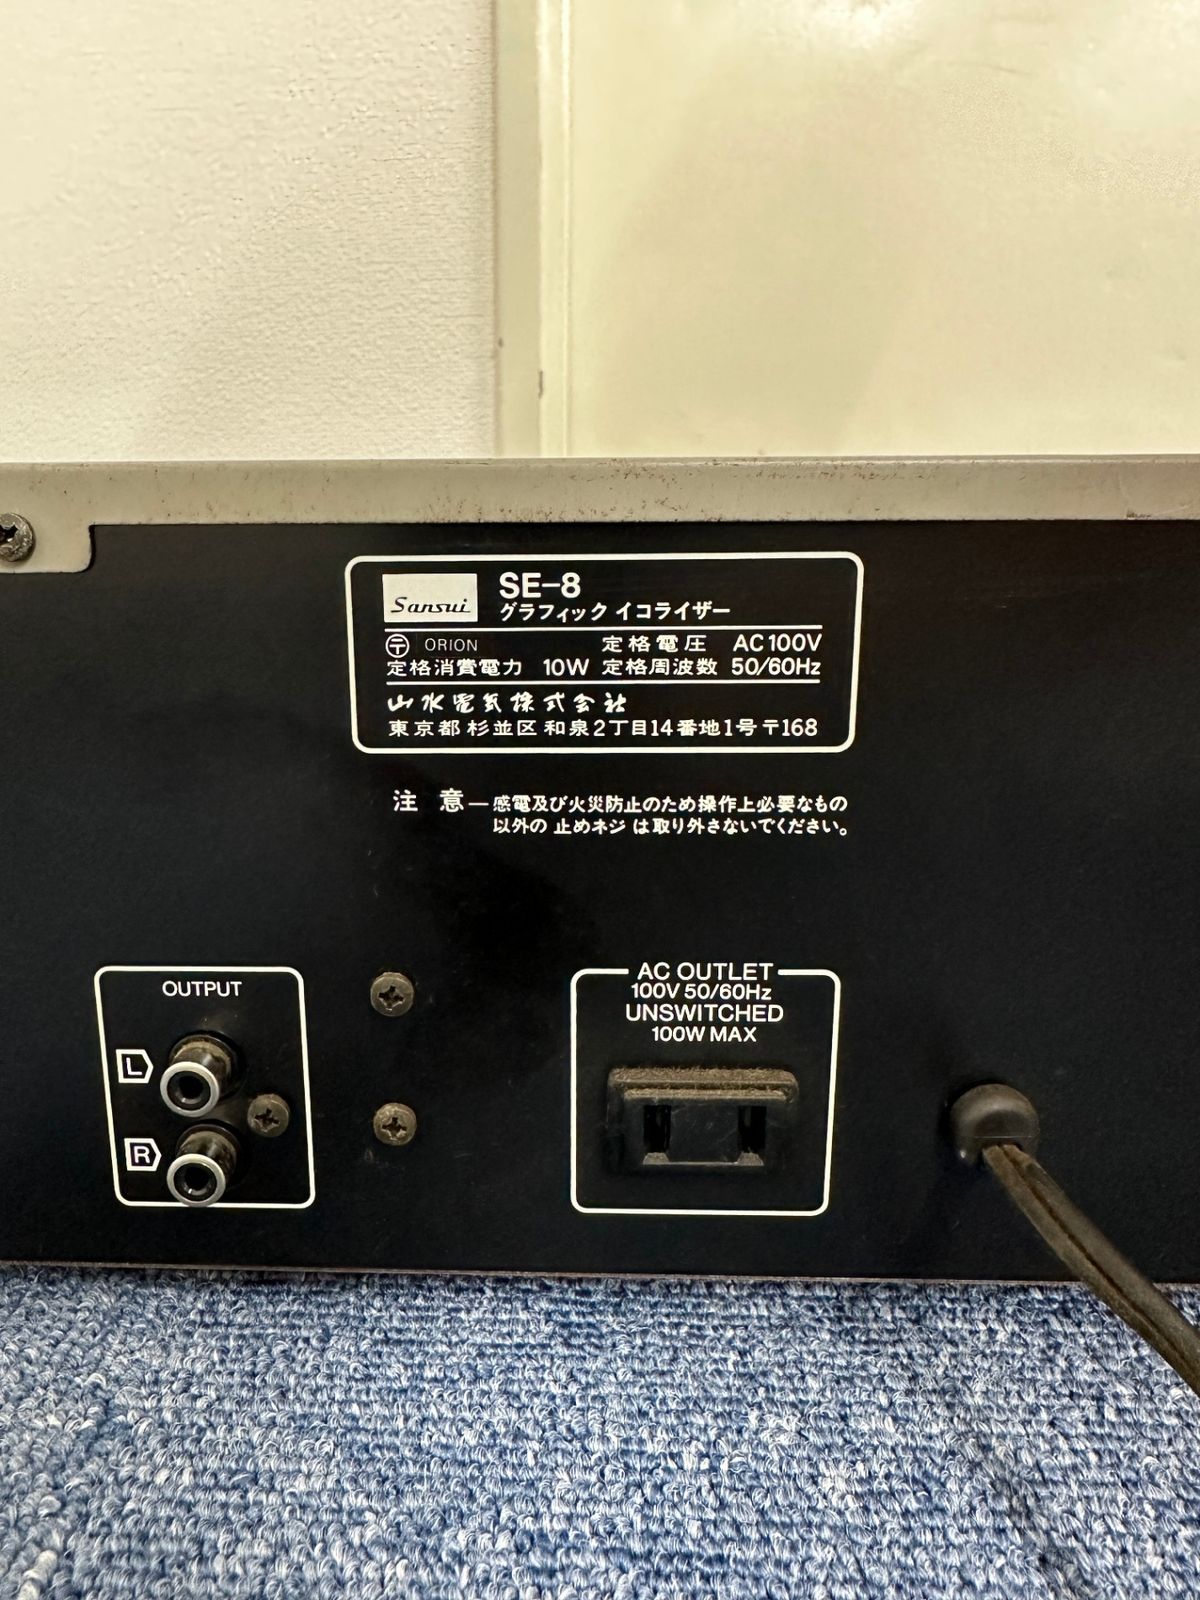 Sansui SE-8
グラフィック イコライザー
〒 ORION 定格電圧 AC100V
定格消費電力 10W 定格周波数 50/60Hz
山水電気株式会社
東京都 杉並区 和泉2丁目14番地1号 〒168
注 意—感電及び火災防止のため操作上必要なもの
以外の 止めネジ は取り外さないでください。
OUTPUT
L
R
AC OUTLET
100V 50/60Hz
UNSWITCHED
100W MAX